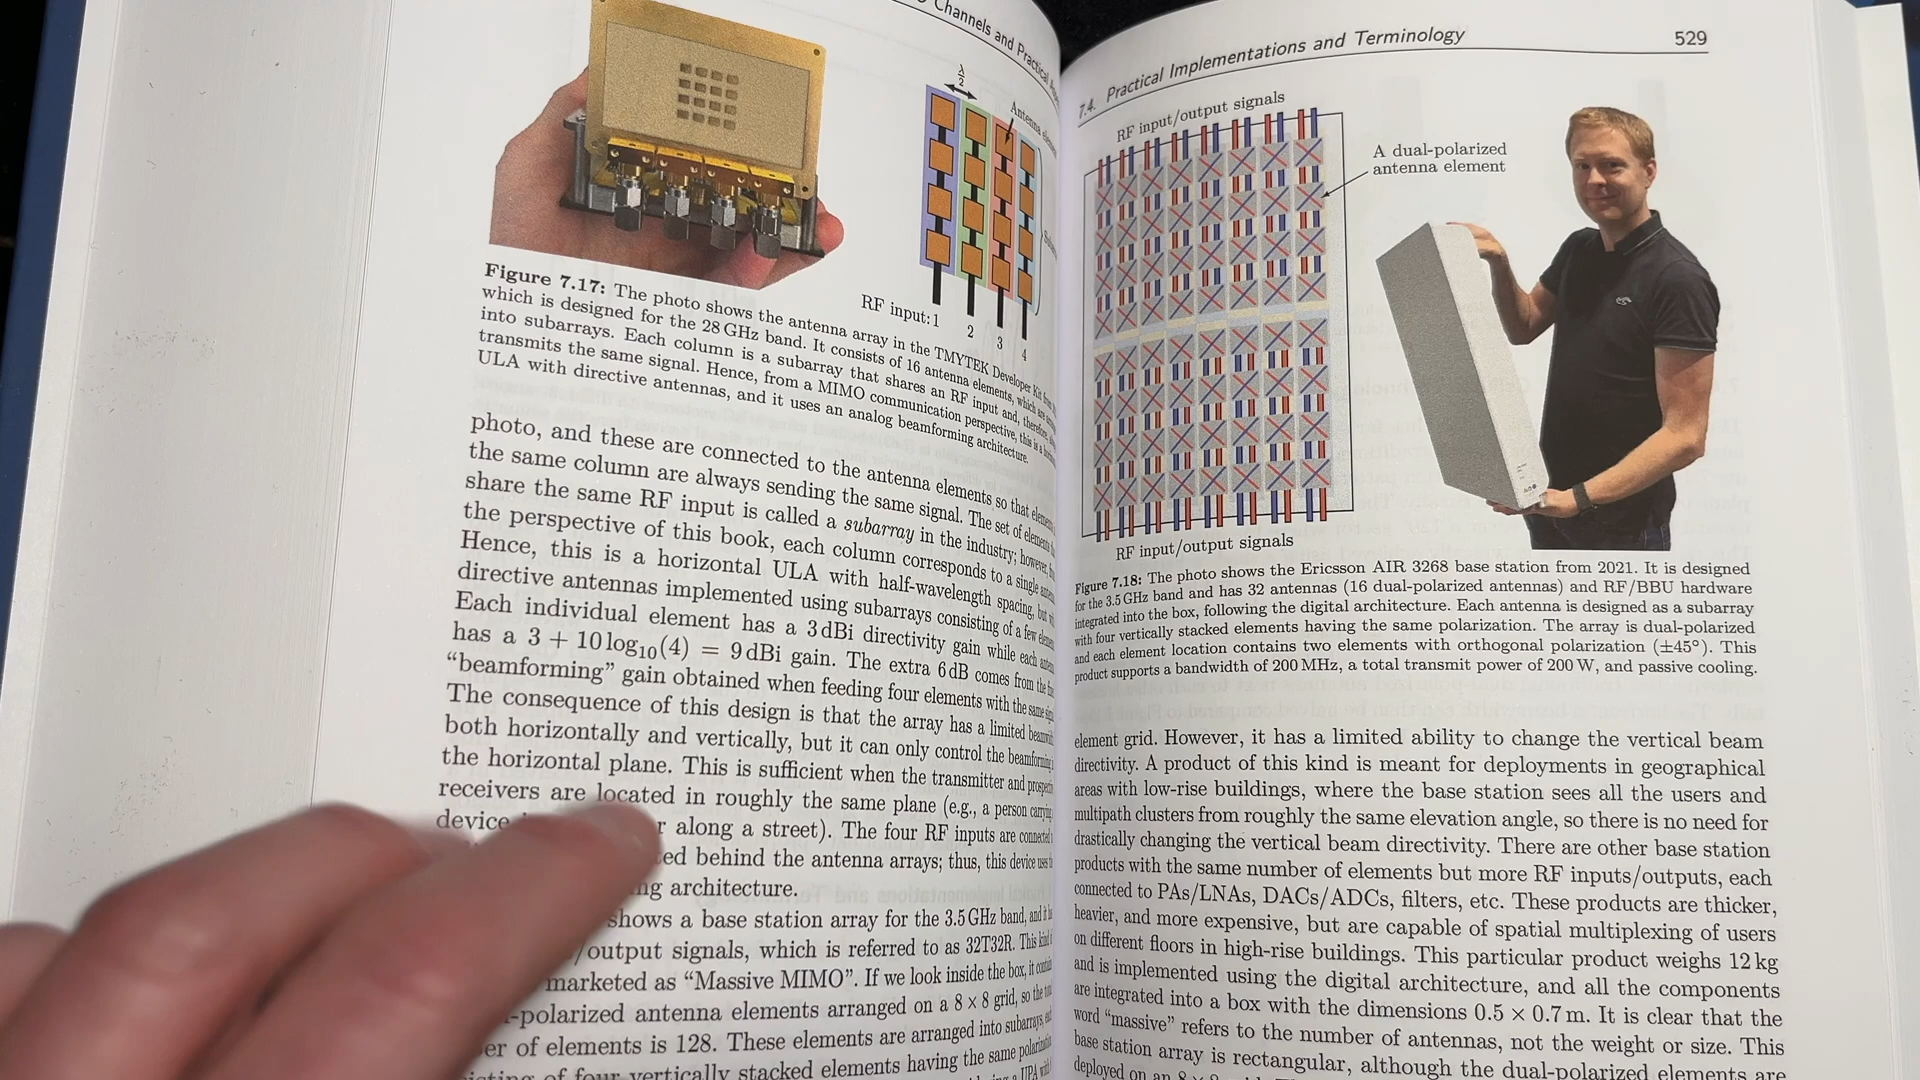 Channels and Practical
λ/2
Antenna
RF input: 1
2
3
4
Figure 7.17: The photo shows the antenna array in the TMYTEK Developer Kit
which is designed for the 28 GHz band. It consists of 16 antenna elements, which are
into subarrays. Each column is a subarray that shares an RF input and, therefore,
transmits the same signal. Hence, from a MIMO communication perspective, this is a
ULA with directive antennas, and it uses an analog beamforming architecture.
photo, and these are connected to the antenna elements so that
the same column are always sending the same signal. The set of elements
share the same RF input is called a subarray in the industry; however,
the perspective of this book, each column corresponds to a single
Hence, this is a horizontal ULA with half-wavelength spacing, but
directive antennas implemented using subarrays consisting of a few
Each individual element has a 3 dBi directivity gain while each
has a 3 + 10 log₁₀(4) = 9 dBi gain. The extra 6 dB comes from the
“beamforming” gain obtained when feeding four elements with the same
The consequence of this design is that the array has a limited
both horizontally and vertically, but it can only control the beamforming
the horizontal plane. This is sufficient when the transmitter and
receivers are located in roughly the same plane (e.g., a person carrying
device along a street). The four RF inputs are connected
behind the antenna arrays; thus, this device uses
architecture.
shows a base station array for the 3.5 GHz band, and it
/output signals, which is referred to as 32T32R. This kind
marketed as “Massive MIMO”. If we look inside the box, it
-polarized antenna elements arranged on a 8 × 8 grid, so the
of elements is 128. These elements are arranged into subarrays,
of four vertically stacked elements having the same
7.4. Practical Implementations and Terminology
529
RF input/output signals
A dual-polarized
antenna element
RF input/output signals
Figure 7.18: The photo shows the Ericsson AIR 3268 base station from 2021. It is designed
for the 3.5 GHz band and has 32 antennas (16 dual-polarized antennas) and RF/BBU hardware
integrated into the box, following the digital architecture. Each antenna is designed as a subarray
with four vertically stacked elements having the same polarization. The array is dual-polarized
and each element location contains two elements with orthogonal polarization (±45°). This
product supports a bandwidth of 200 MHz, a total transmit power of 200 W, and passive cooling.
element grid. However, it has a limited ability to change the vertical beam
directivity. A product of this kind is meant for deployments in geographical
areas with low-rise buildings, where the base station sees all the users and
multipath clusters from roughly the same elevation angle, so there is no need for
drastically changing the vertical beam directivity. There are other base station
products with the same number of elements but more RF inputs/outputs, each
connected to PAs/LNAs, DACs/ADCs, filters, etc. These products are thicker,
heavier, and more expensive, but are capable of spatial multiplexing of users
on different floors in high-rise buildings. This particular product weighs 12 kg
and is implemented using the digital architecture, and all the components
are integrated into a box with the dimensions 0.5 × 0.7 m. It is clear that the
word “massive” refers to the number of antennas, not the weight or size. This
base station array is rectangular, although the dual-polarized elements are
deployed on an 8 ×